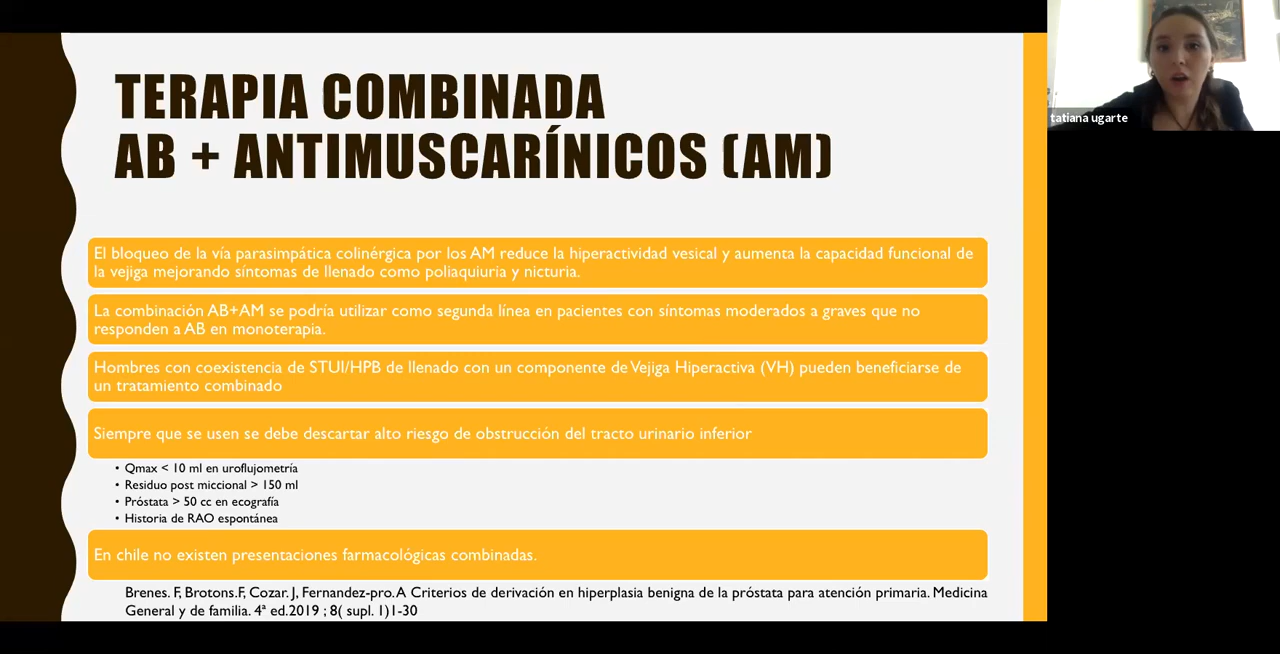 TERAPIA COMBINADA
AB + ANTIMUSCARÍNICOS (AM)
tatiana ugarte
El bloqueo de la vía parasimpática colinérgica por los AM reduce la hiperactividad vesical y aumenta la capacidad funcional de
la vejiga mejorando síntomas de llenado como poliaquiuría y nicturia.
La combinación AB+AM se podría utilizar como segunda línea en pacientes con síntomas moderados a graves que no
responden a AB en monoterapia.
Hombres con coexistencia de STUI/HPB de llenado con un componente de Vejiga Hiperactiva (VH) pueden beneficiarse de
un tratamiento combinado
Siempre que se usen se debe descartar alto riesgo de obstrucción del tracto urinario inferior
• Qmax < 10 ml en uroflujometría
• Residuo post miccional > 150 ml
• Próstata > 50 cc en ecografía
• Historia de RAO espontánea
En chile no existen presentaciones farmacológicas combinadas.
Brenes. F, Brotons.F, Cozar. J, Fernandez-pro. A Criterios de derivación en hiperplasia benigna de la próstata para atención primaria. Medicina
General y de familia. 4ª ed.2019 ; 8( supl. 1)1-30